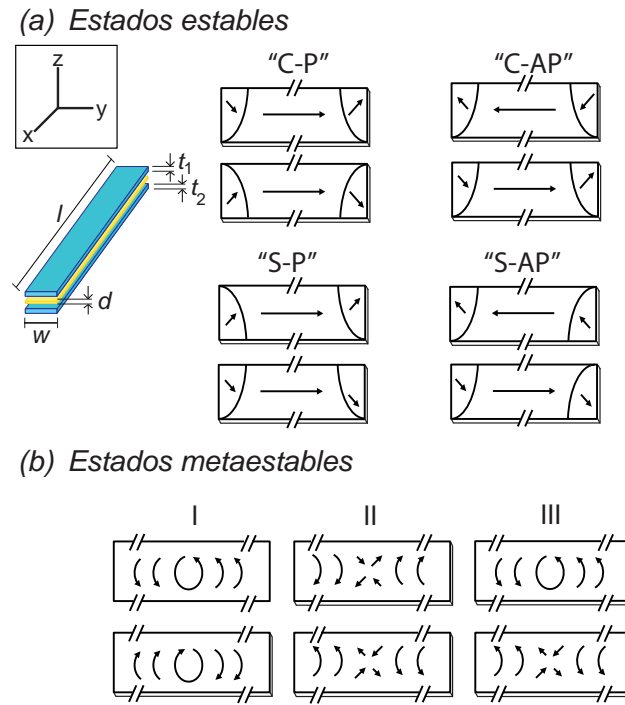 (a) Estados estables
z
y
x
l
t1
t2
d
w
“C-P”
“C-AP”
“S-P”
“S-AP”
(b) Estados metaestables
I
II
III